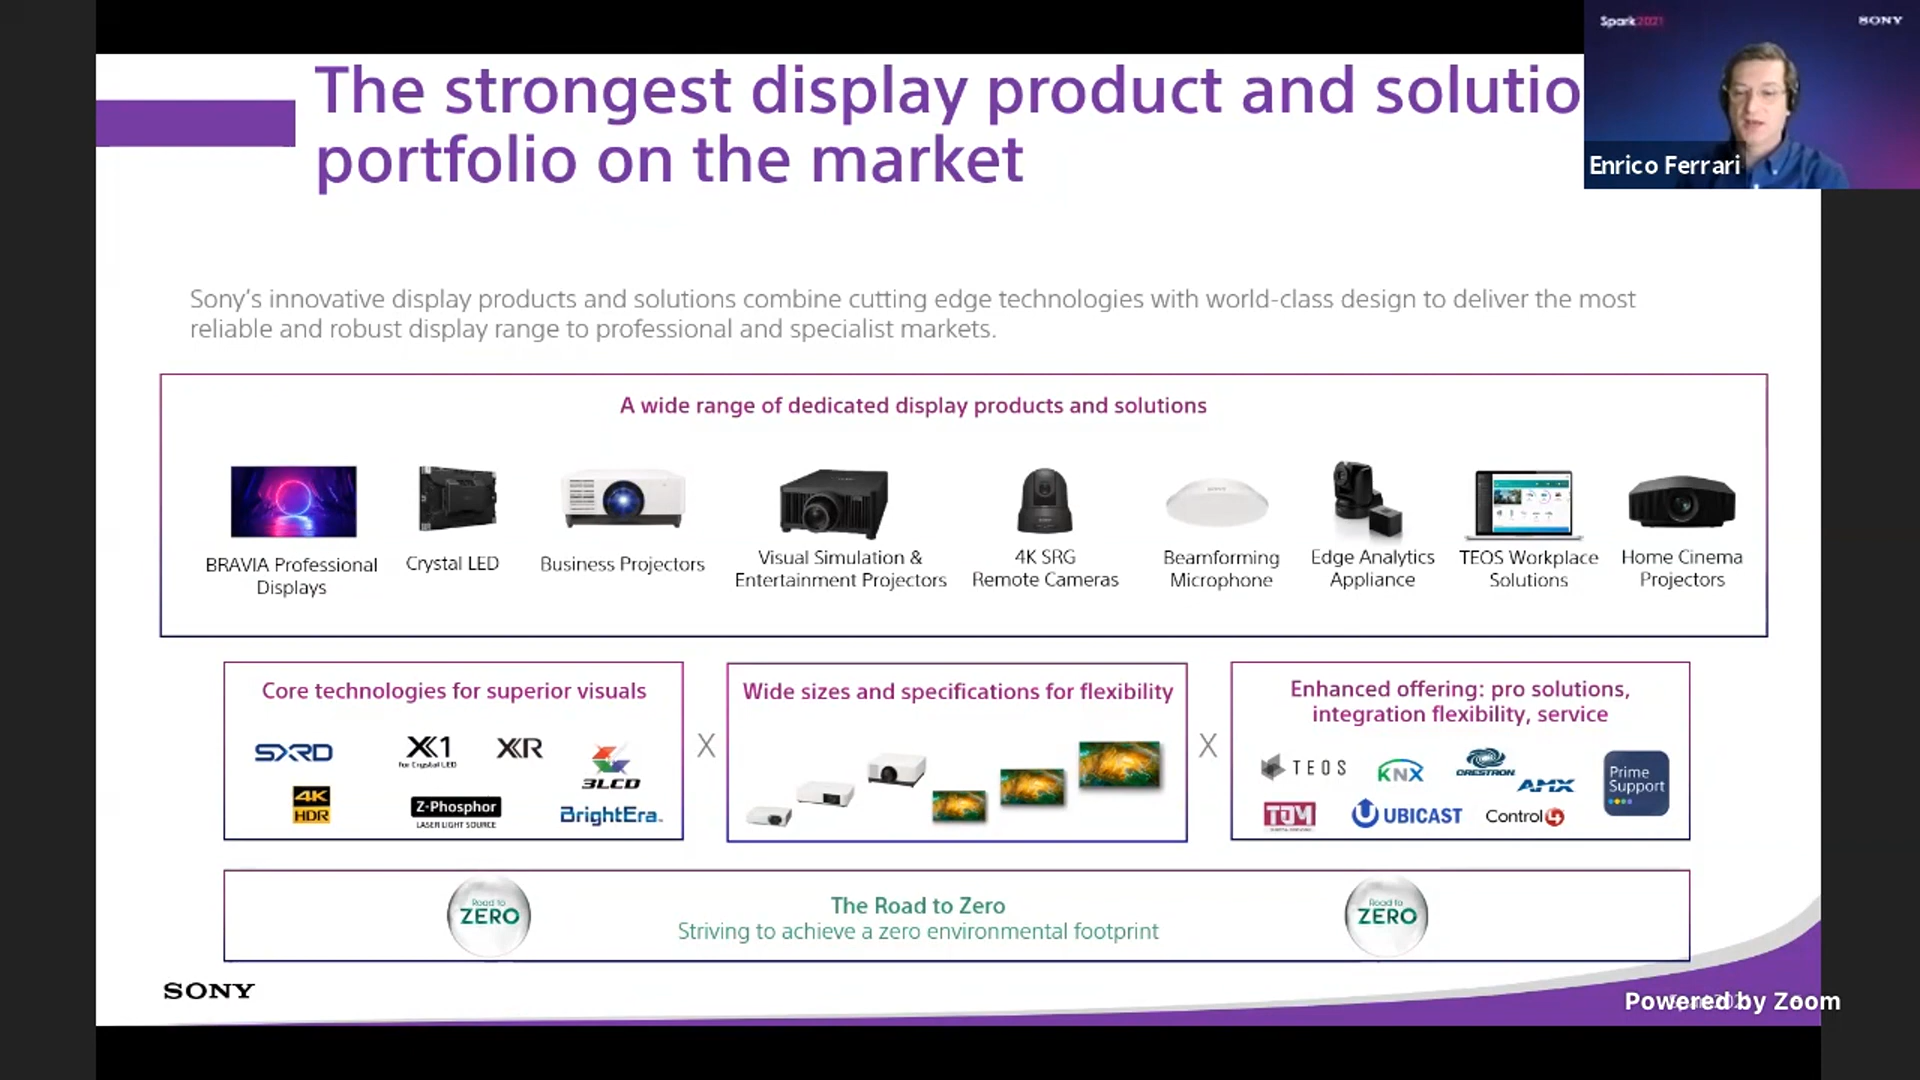 Spark2021
SONY
Enrico Ferrari
The strongest display product and solutio
portfolio on the market
Sony's innovative display products and solutions combine cutting edge technologies with world-class design to deliver the most
reliable and robust display range to professional and specialist markets.
A wide range of dedicated display products and solutions
BRAVIA Professional
Displays
Crystal LED
Business Projectors
Visual Simulation &
Entertainment Projectors
4K SRG
Remote Cameras
Beamforming
Microphone
Edge Analytics
Appliance
TEOS Workplace
Solutions
Home Cinema
Projectors
Core technologies for superior visuals
SXRD
X1
for Crystal LED
XR
3LCD
4K
HDR
Z-Phosphor
LASER LIGHT SOURCE
BrightEra
X
Wide sizes and specifications for flexibility
X
Enhanced offering: pro solutions,
integration flexibility, service
TEOS
KNX
CRESTRON
AMX
Prime
Support
TDM
UBICAST
Control4
Road to
ZERO
The Road to Zero
Striving to achieve a zero environmental footprint
Road to
ZERO
SONY
Powered by Zoom